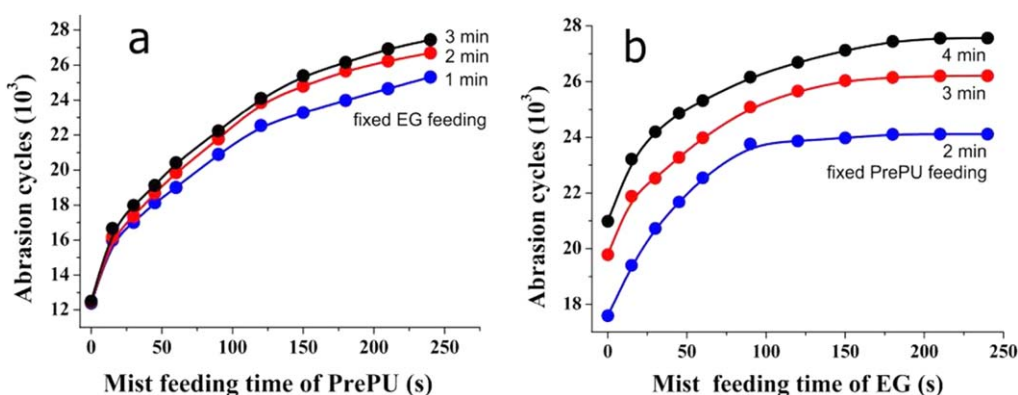 a
28
26
24
22
20
18
16
14
12
Abrasion cycles (10³)
3 min
2 min
1 min
fixed EG feeding
0 50 100 150 200 250
Mist feeding time of PrePU (s)
b
28
26
24
22
20
18
Abrasion cycles (10³)
4 min
3 min
2 min
fixed PrePU feeding
0 50 100 150 200 250
Mist feeding time of EG (s)